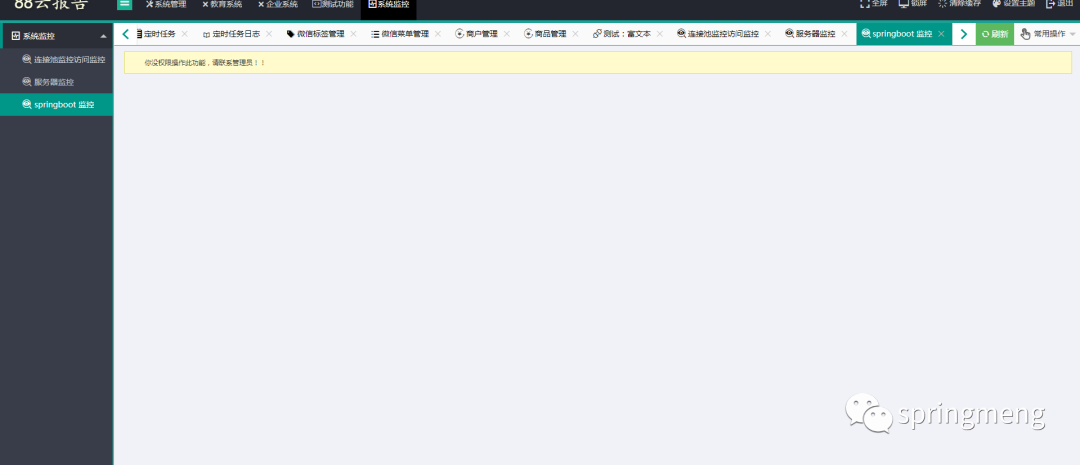 88云报告 系统管理 教育系统 企业系统 测试功能 系统监控 全屏 锁屏 清除缓存 设置主题 退出
系统监控 定时任务 定时任务日志 微信标签管理 微信菜单管理 商户管理 商品管理 测试：富文本 连接池监控访问监控 服务器监控 springboot 监控 刷新 常用操作
连接池监控访问监控
服务器监控
springboot 监控
你没权限操作此功能，请联系管理员！！
springmeng